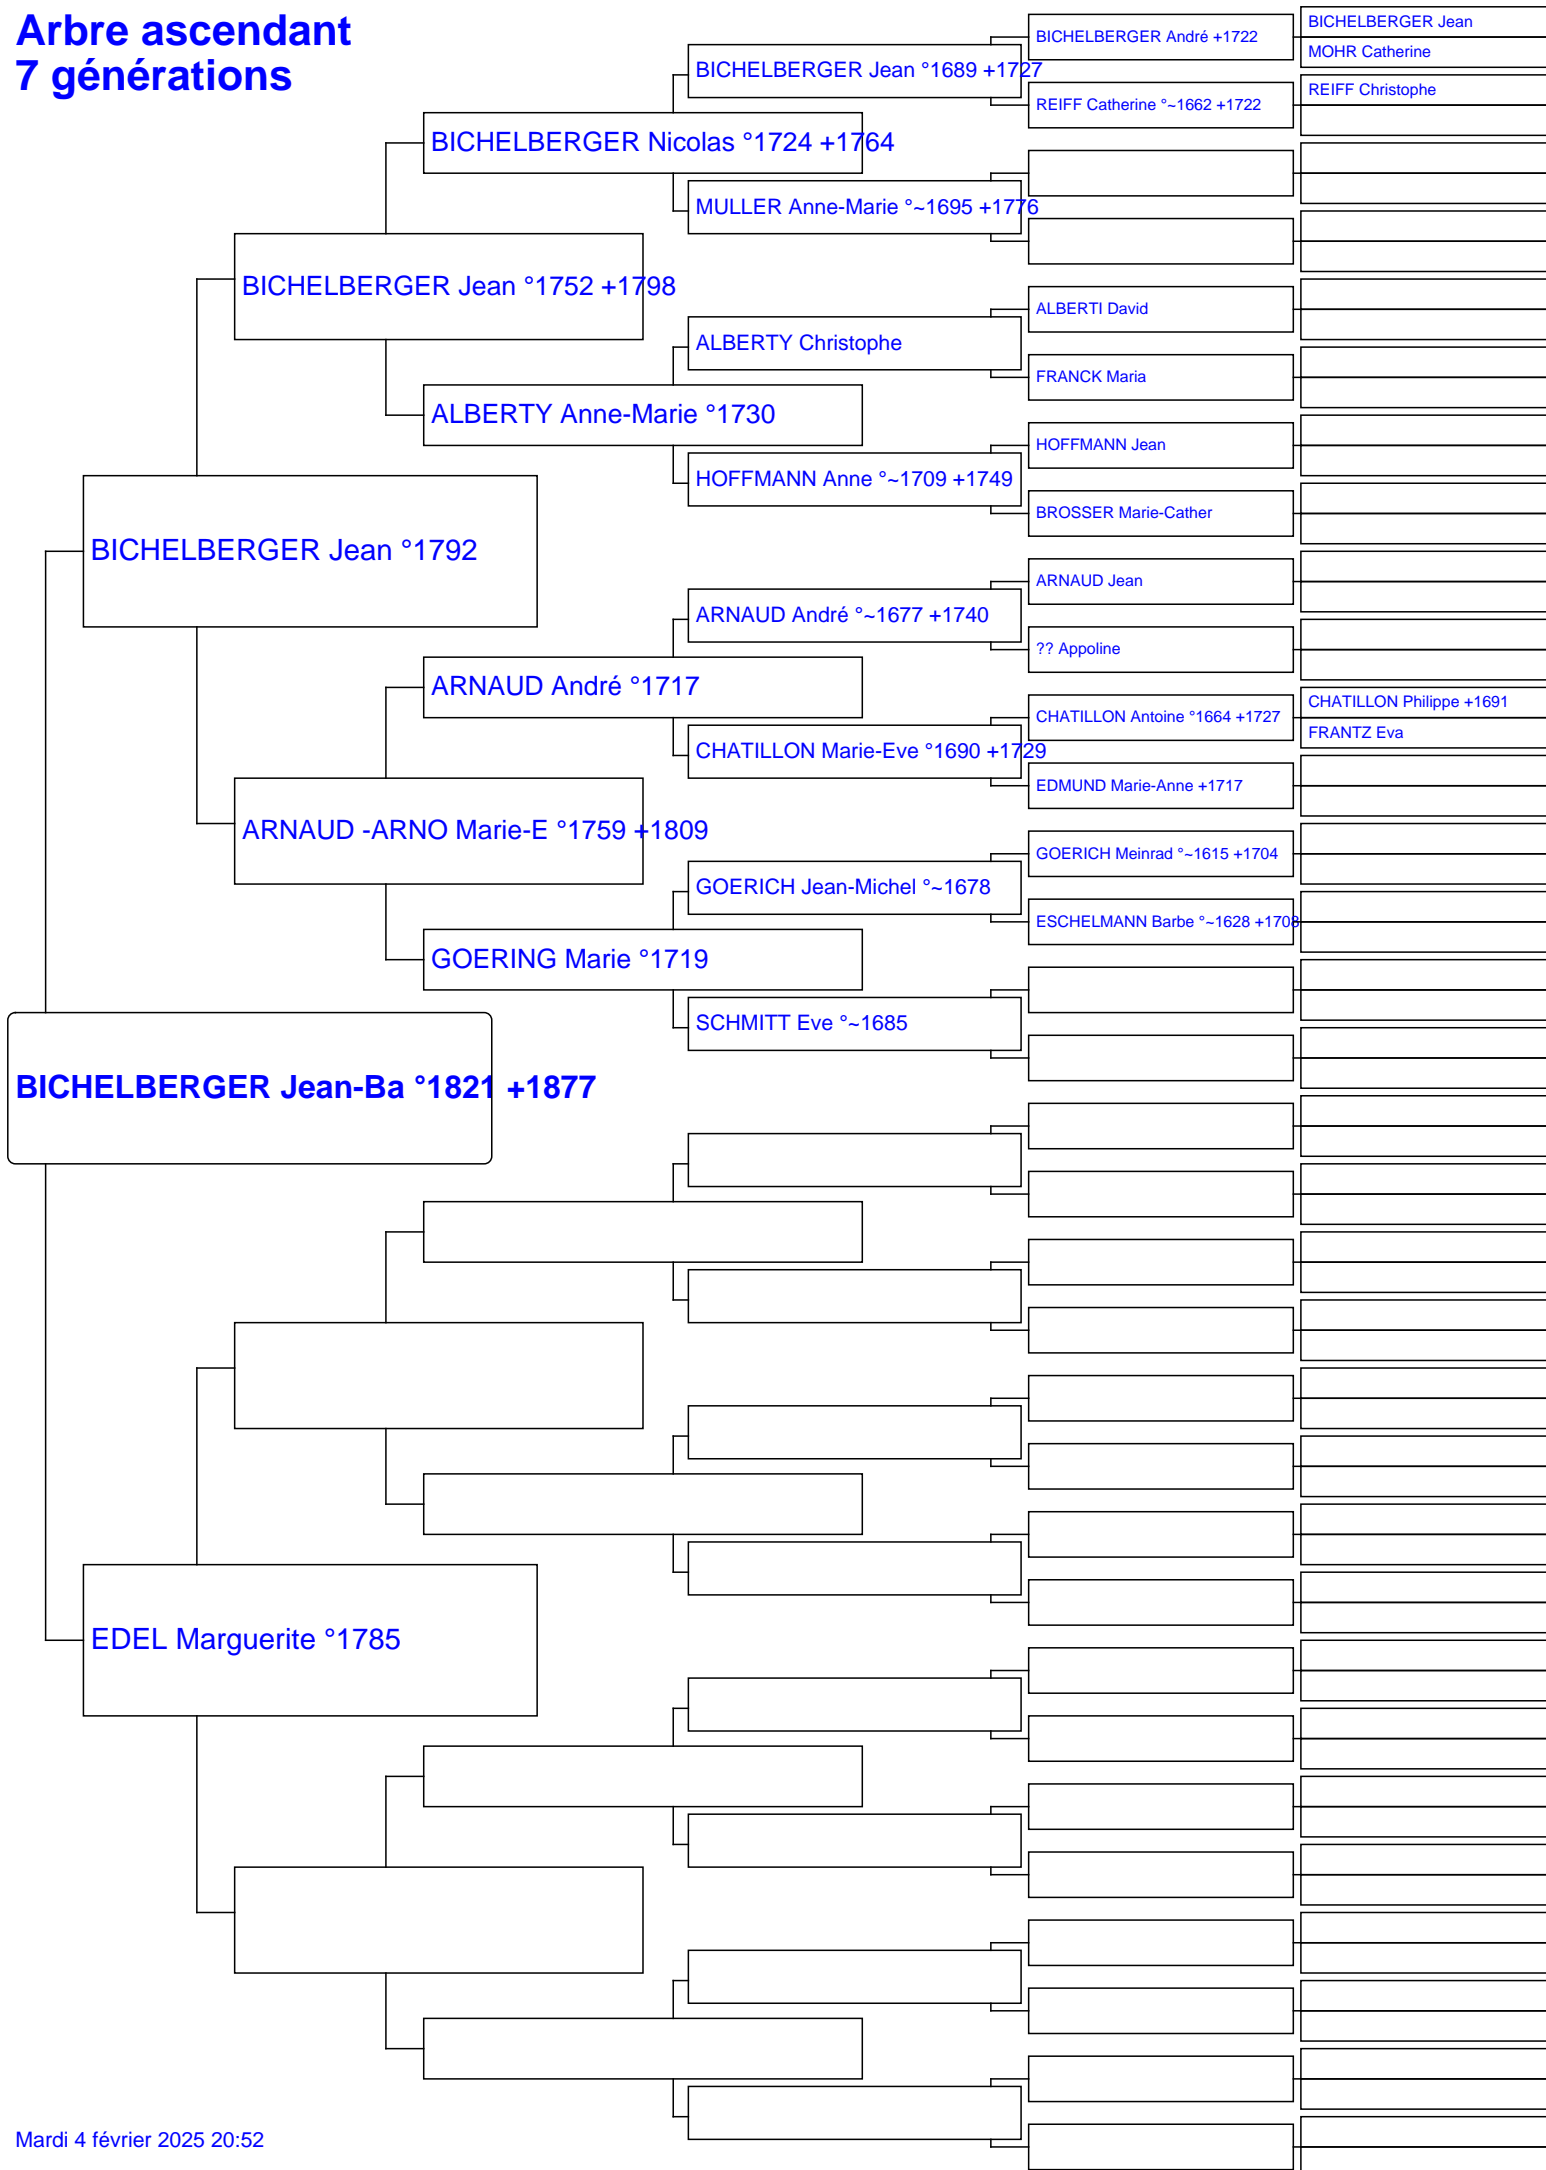 Arbre ascendant
7 générations
BICHELBERGER Jean
BICHELBERGER André +1722
MOHR Catherine
BICHELBERGER Jean °1689 +1727
REIFF Christophe
REIFF Catherine °~1662 +1722
BICHELBERGER Nicolas °1724 +1764
MULLER Anne-Marie °~1695 +1776
BICHELBERGER Jean °1752 +1798
ALBERTI David
ALBERTY Christophe
FRANCK Maria
ALBERTY Anne-Marie °1730
HOFFMANN Jean
HOFFMANN Anne °~1709 +1749
BROSSER Marie-Cather
BICHELBERGER Jean °1792
ARNAUD Jean
ARNAUD André °~1677 +1740
?? Appoline
ARNAUD André °1717
CHATILLON Philippe +1691
CHATILLON Antoine °1664 +1727
FRANTZ Eva
CHATILLON Marie-Eve °1690 +1729
EDMUND Marie-Anne +1717
ARNAUD -ARNO Marie-E °1759 +1809
GOERICH Meinrad °~1615 +1704
GOERICH Jean-Michel °~1678
ESCHELMANN Barbe °~1628 +1708
GOERING Marie °1719
SCHMITT Eve °~1685
BICHELBERGER Jean-Ba °1821 +1877
EDEL Marguerite °1785
Mardi 4 février 2025 20:52